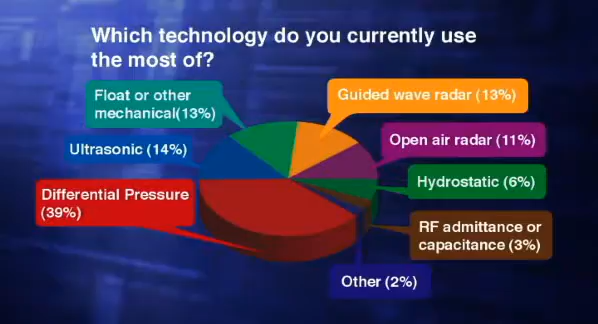 Which technology do you currently use
the most of?
Float or other
mechanical(13%)
Guided wave radar (13%)
Ultrasonic (14%)
Open air radar (11%)
Differential Pressure
(39%)
Hydrostatic (6%)
RF admittance or
capacitance (3%)
Other (2%)